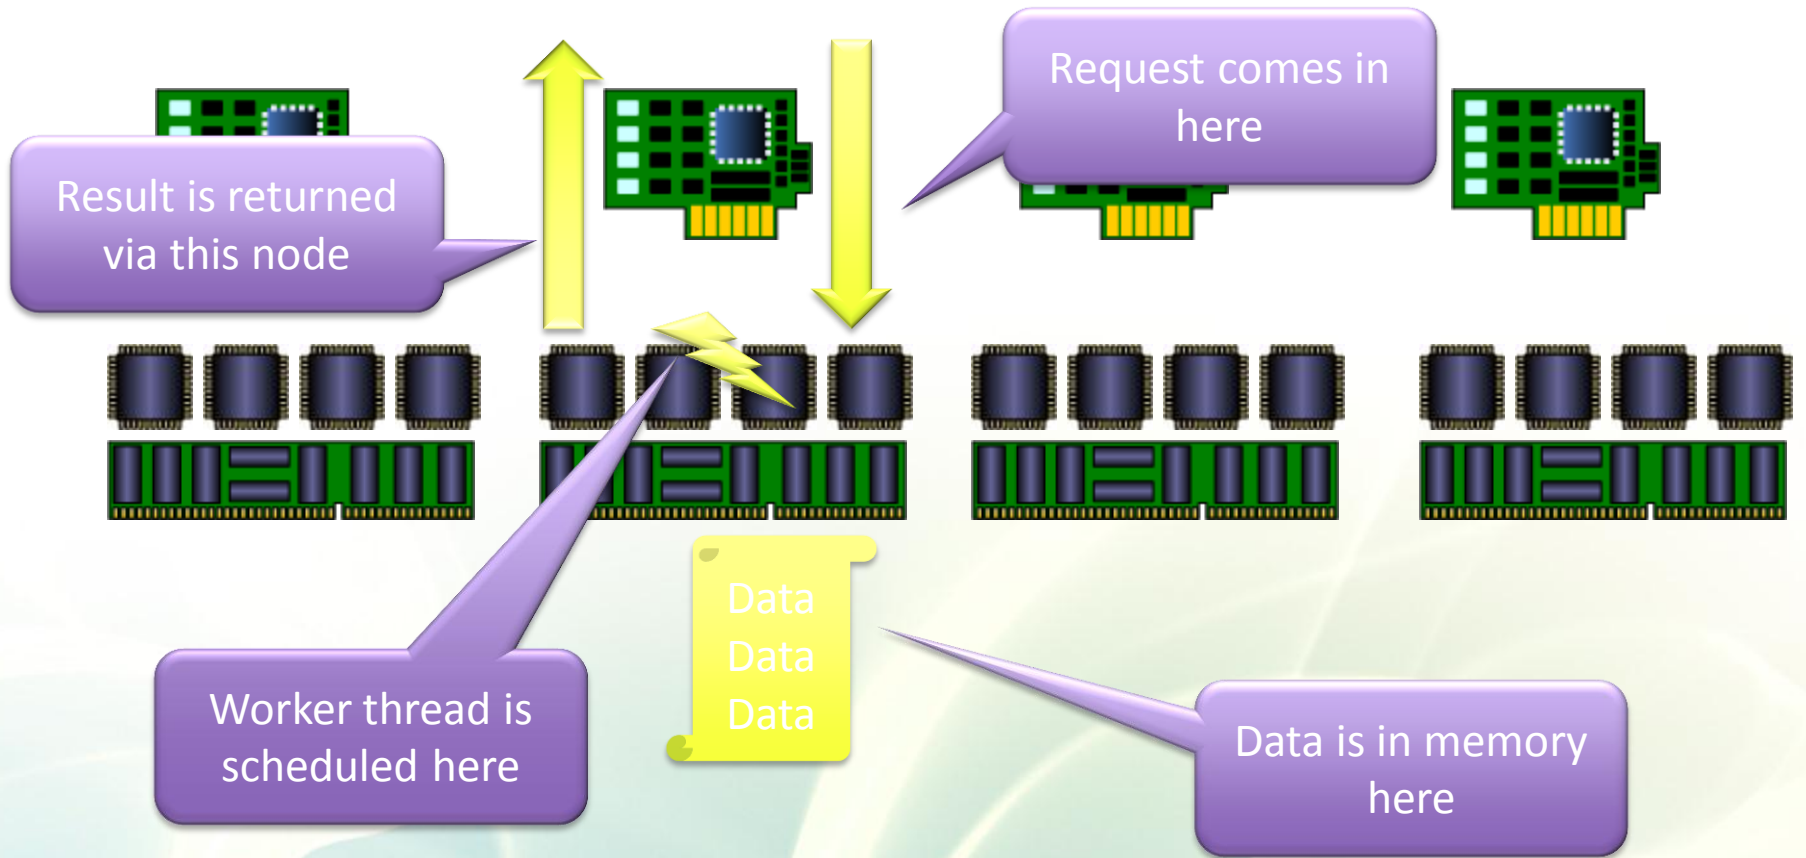 Request comes in
here
Result is returned
via this node
Data
Data
Data
Worker thread is
scheduled here
Data is in memory
here